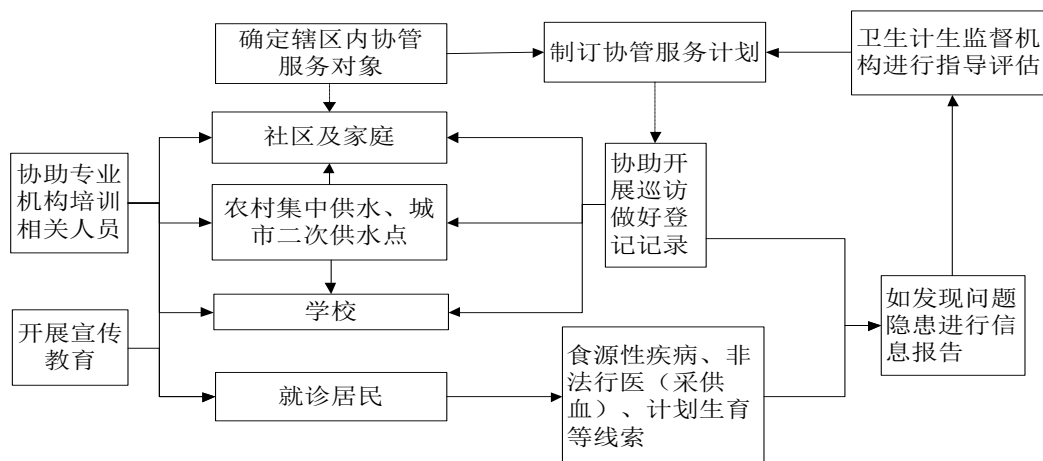 确定辖区内协管
服务对象
制订协管服务计划
卫生计生监督机
构进行指导评估
社区及家庭
协助专业
机构培训
相关人员
农村集中供水、城
市二次供水点
协助开
展巡访
做好登
记记录
学校
开展宣传
教育
如发现问题
隐患进行信
息报告
就诊居民
食源性疾病、非
法行医（采供
血）、计划生育
等线索